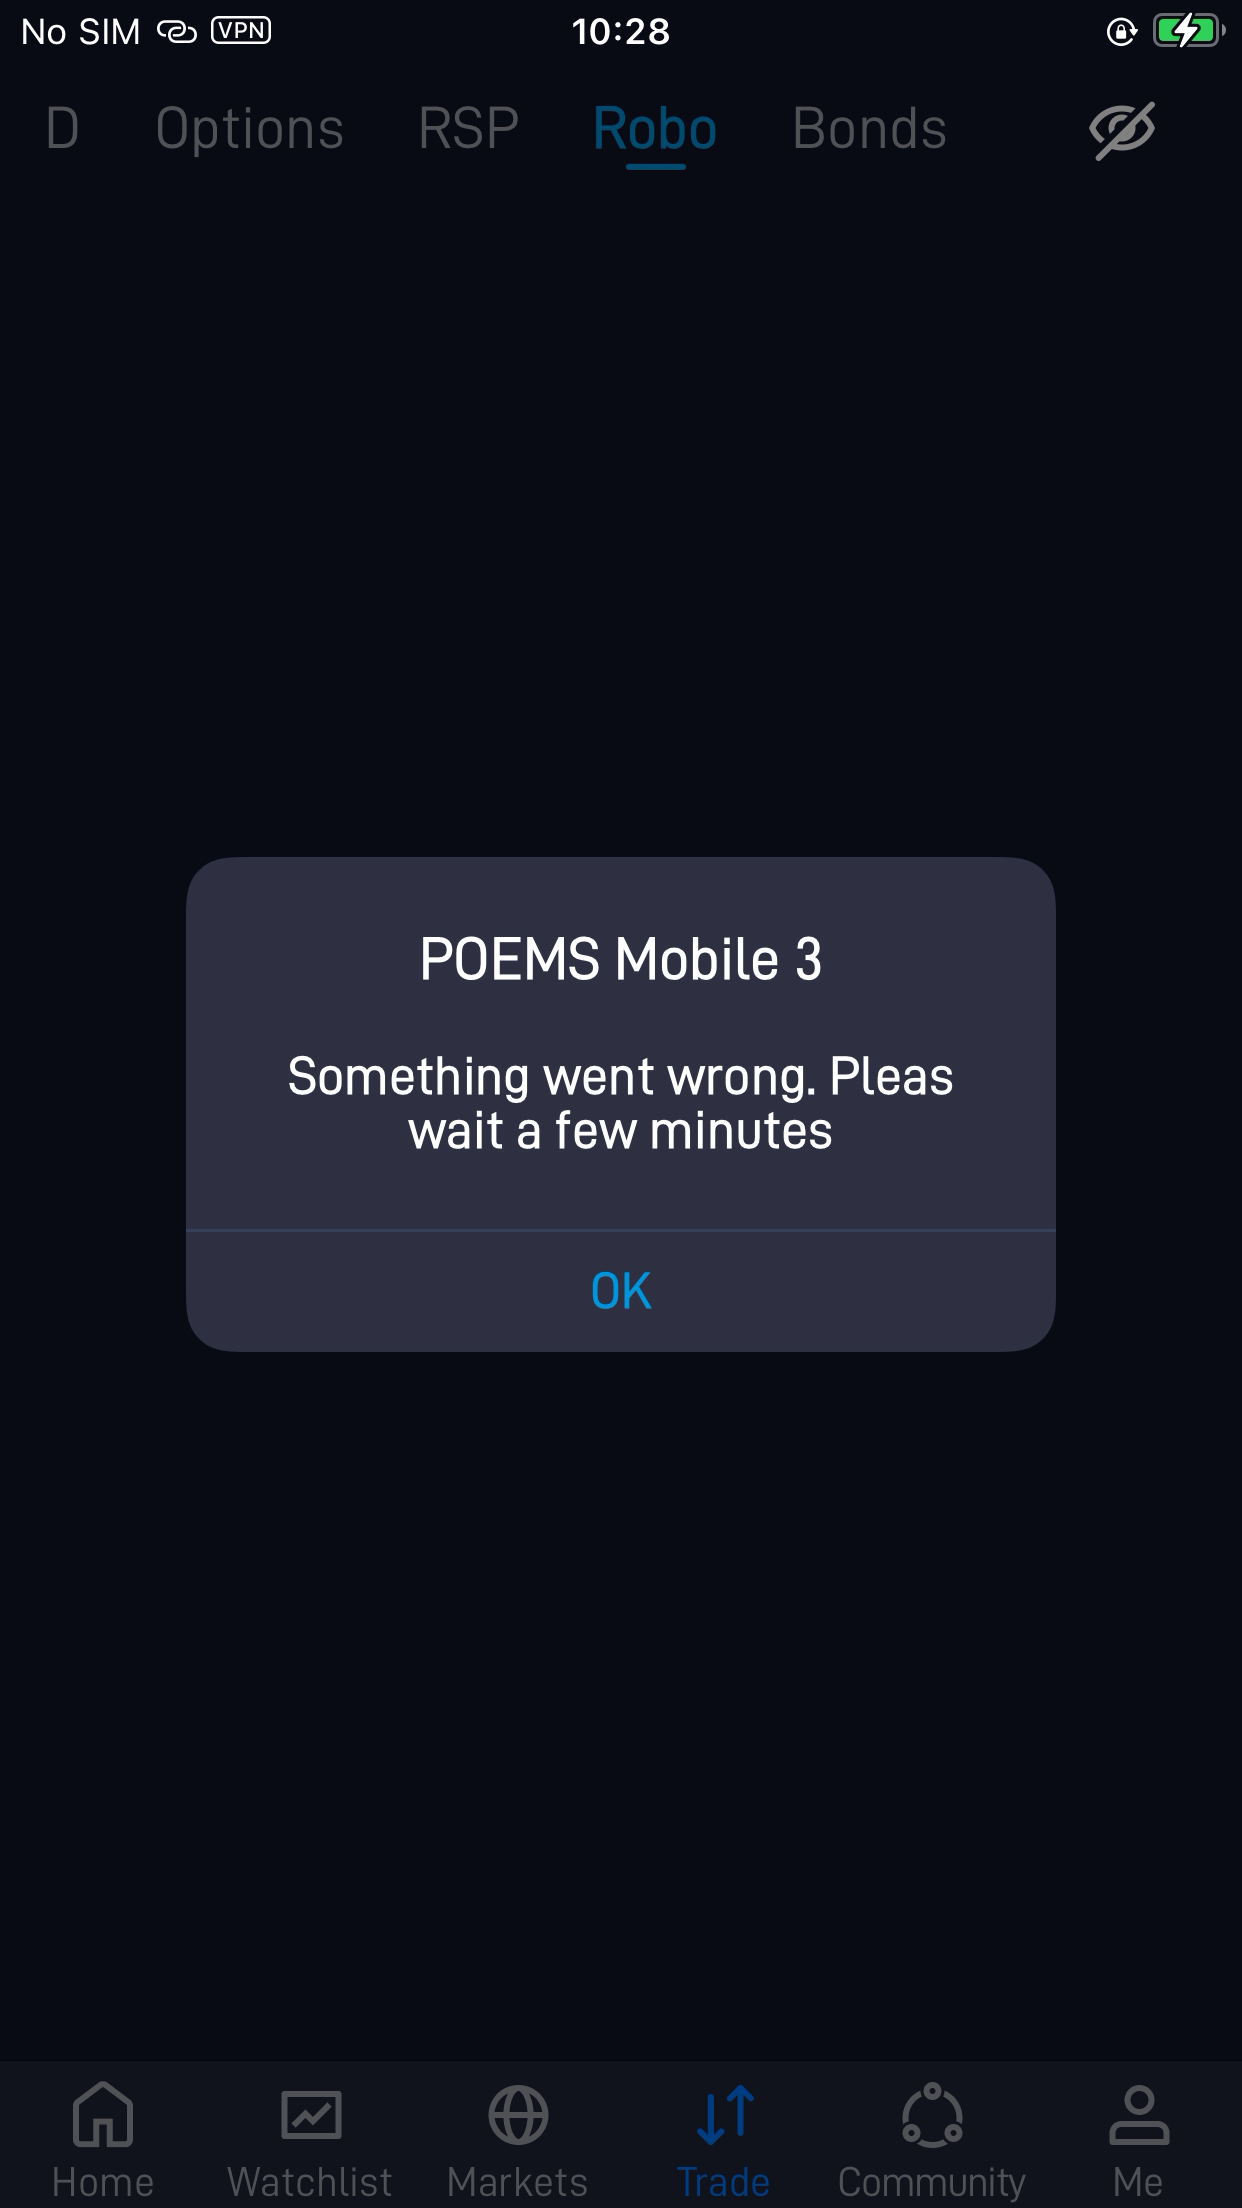 No SIM VPN 10:28
D Options RSP Robo Bonds
POEMS Mobile 3
Something went wrong. Pleas
wait a few minutes
OK
Home Watchlist Markets Trade Community Me